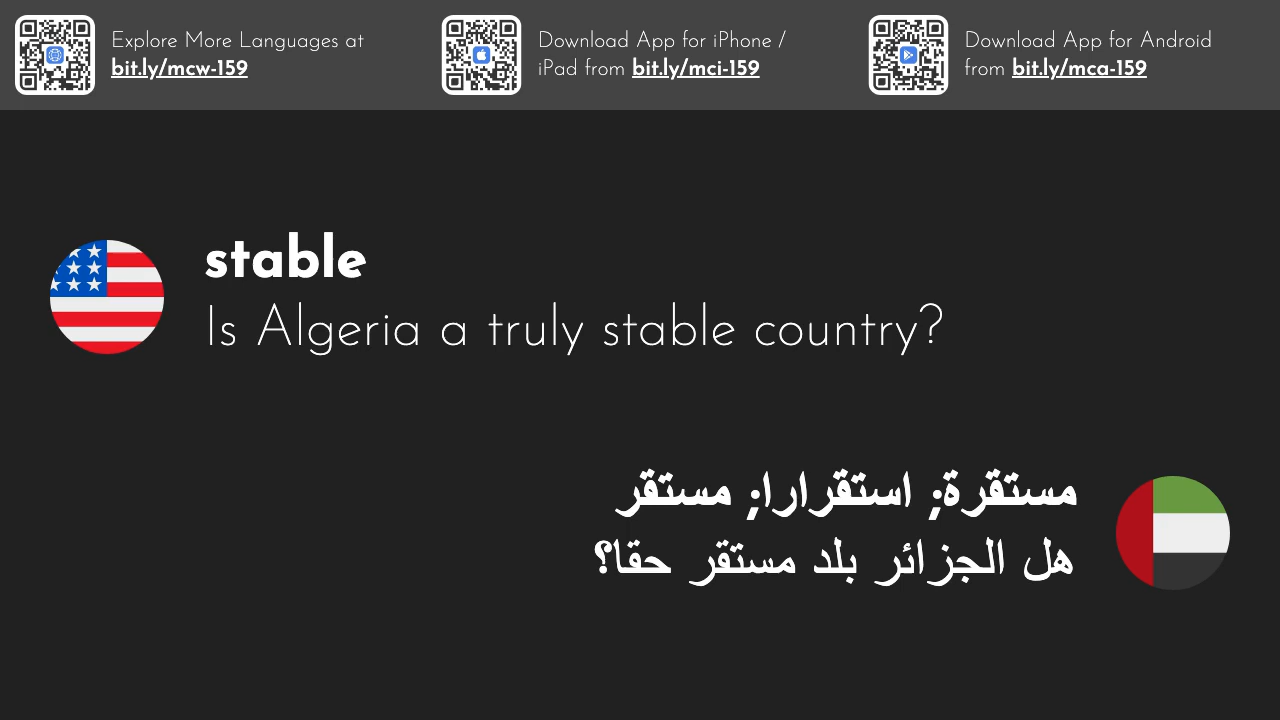 Explore More Languages at
bit.ly/mcw-159
Download App for iPhone /
iPad from bit.ly/mci-159
Download App for Android
from bit.ly/mca-159
stable
Is Algeria a truly stable country?
مستقرة; استقرارا; مستقر
هل الجزائر بلد مستقر حقا؟